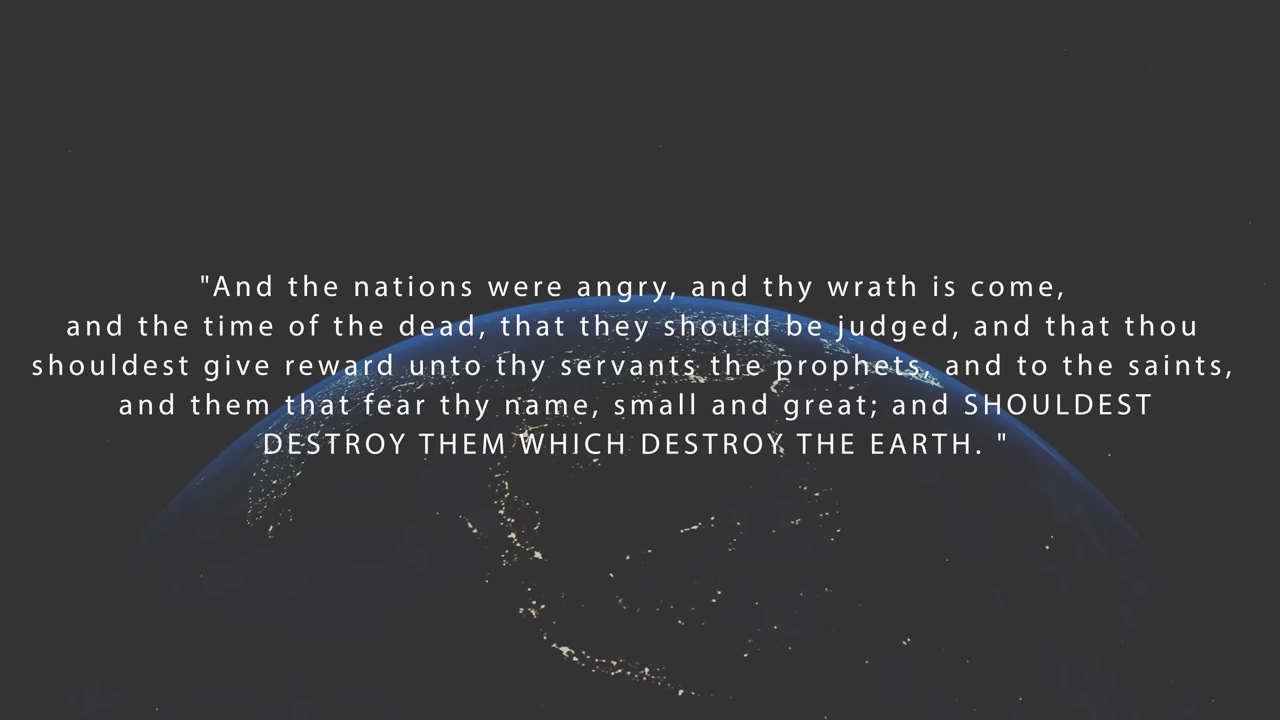 "And the nations were angry, and thy wrath is come,
and the time of the dead, that they should be judged, and that thou
shouldest give reward unto thy servants the prophets, and to the saints,
and them that fear thy name, small and great; and SHOULDEST
DESTROY THEM WHICH DESTROY THE EARTH. "